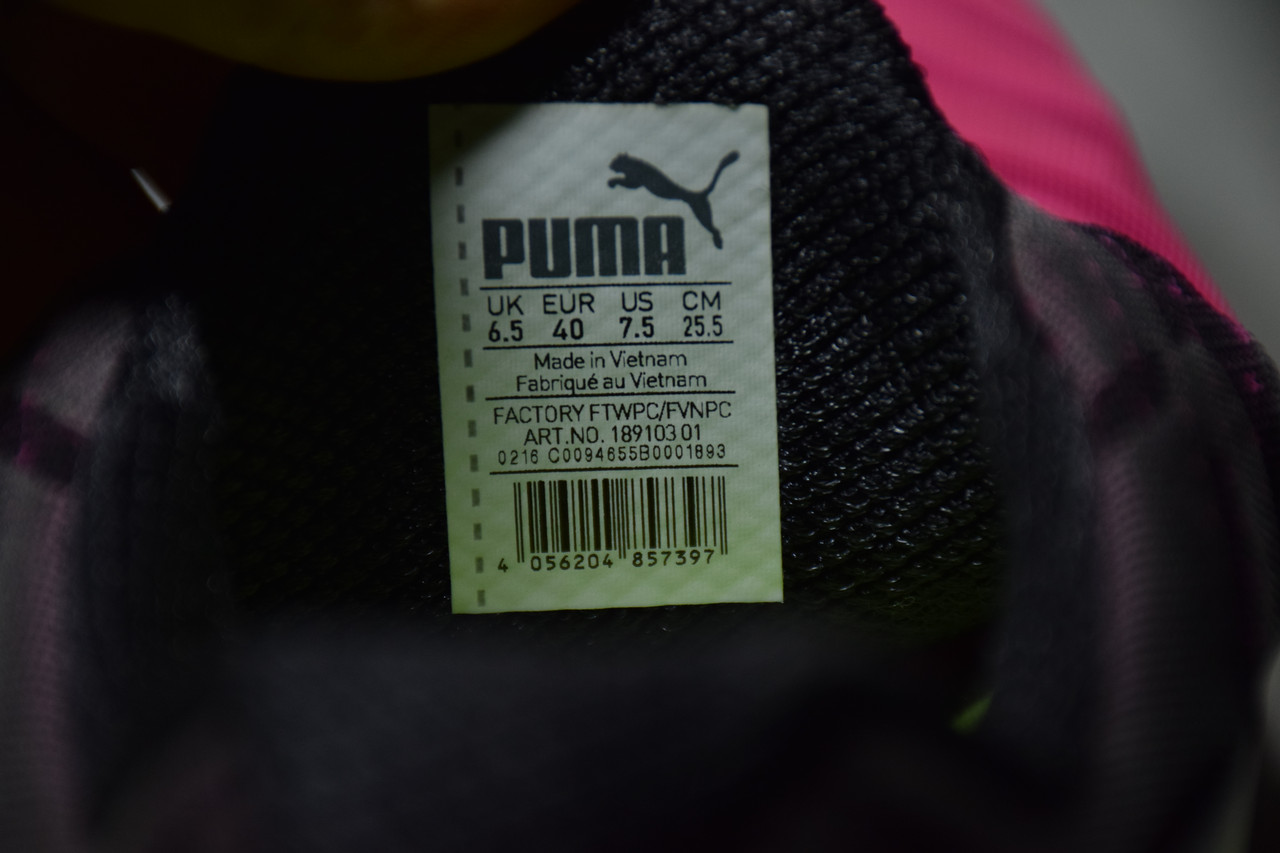 PUMA
UK EUR US CM
6.5 40 7.5 25.5
Made in Vietnam
Fabriqué au Vietnam
FACTORY FTWPC/FVNPC
ART.NO. 189103 01
0216 C0094655B0001893
4 056204 857397